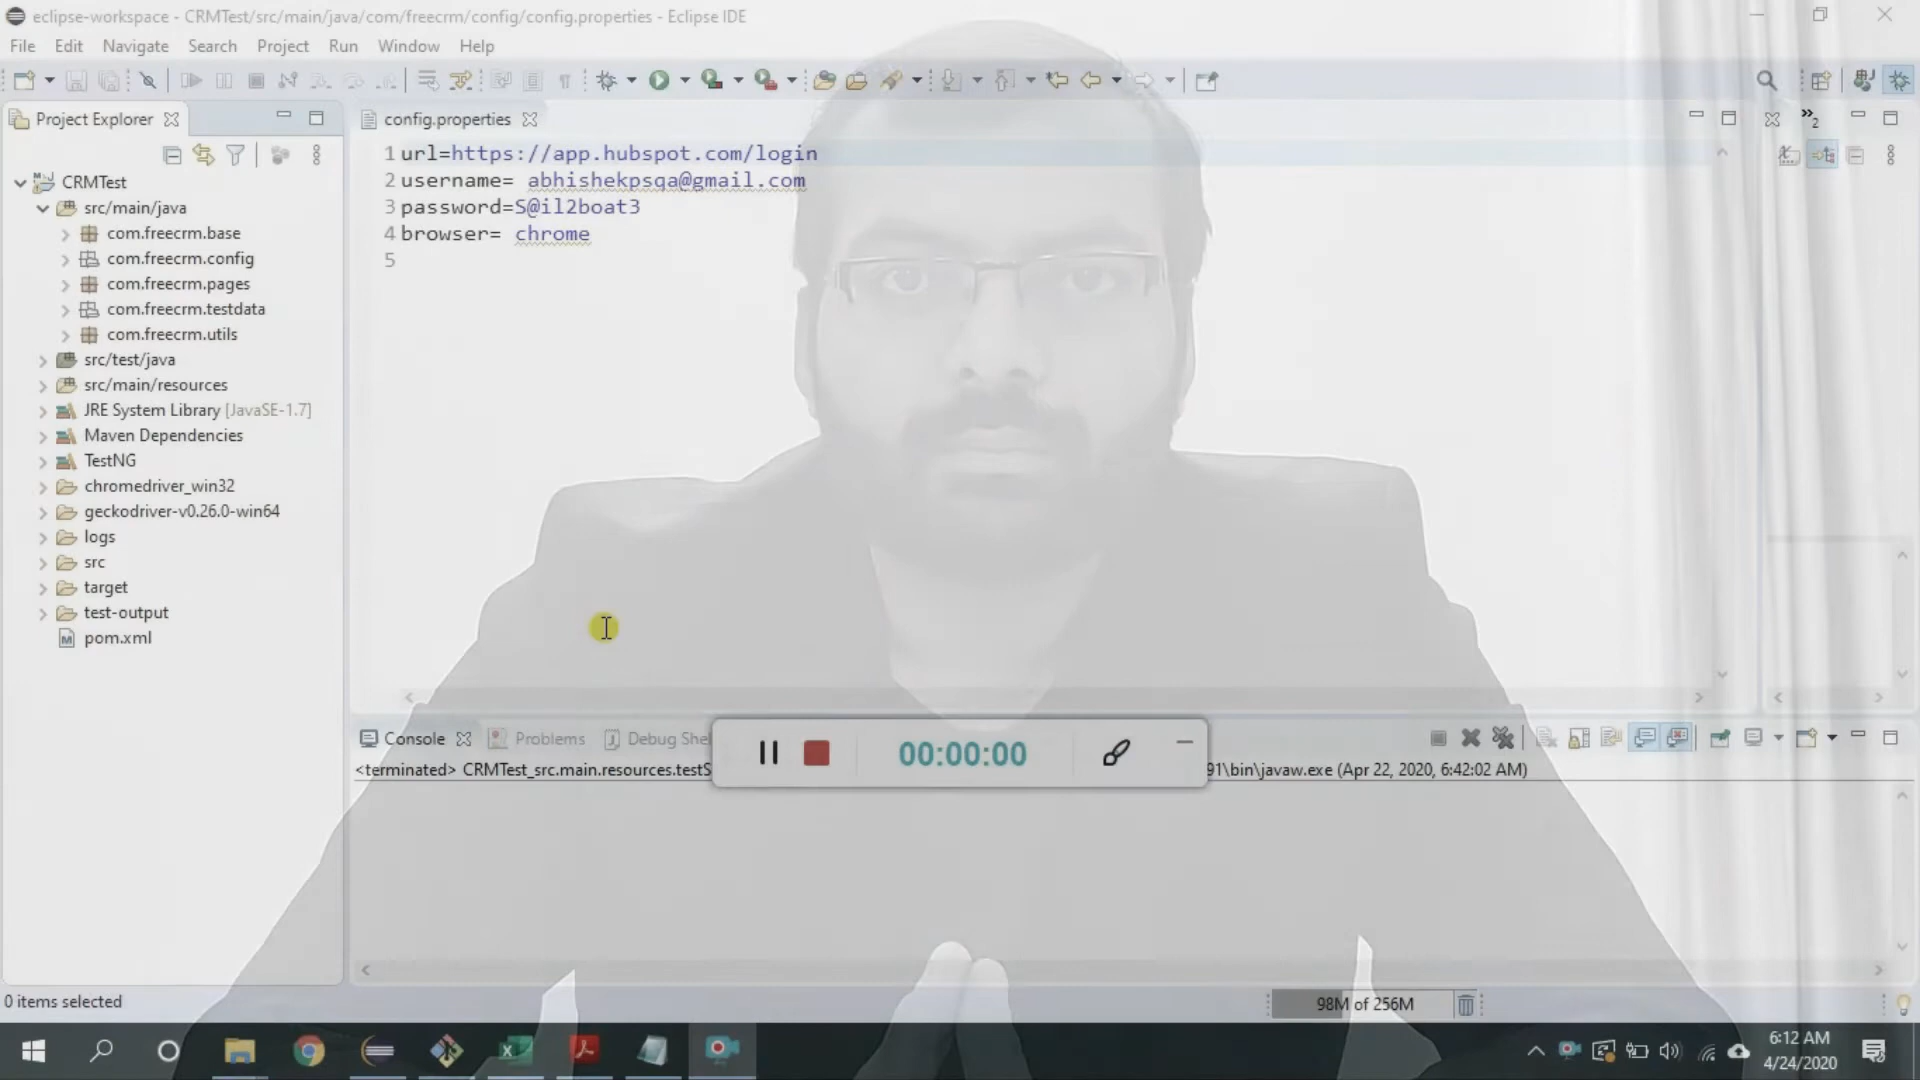 eclipse-workspace - CRMTest/src/main/java/com/freecrm/config/config.properties - Eclipse IDE
File Edit Navigate Search Project Run Window Help
Project Explorer
CRMTest
src/main/java
com.freecrm.base
com.freecrm.config
com.freecrm.pages
com.freecrm.testdata
com.freecrm.utils
src/test/java
src/main/resources
JRE System Library [JavaSE-1.7]
Maven Dependencies
TestNG
chromedriver_win32
geckodriver-v0.26.0-win64
logs
src
target
test-output
pom.xml
config.properties
1 url=https://app.hubspot.com/login
2 username= abhishekpsqa@gmail.com
3 password=S@il2boat3
4 browser= chrome
5
Console Problems Debug Shel
<terminated> CRMTest_src.main.resources.testS
91\bin\javaw.exe (Apr 22, 2020, 6:42:02 AM)
00:00:00
0 items selected
98M of 256M
6:12 AM
4/24/2020